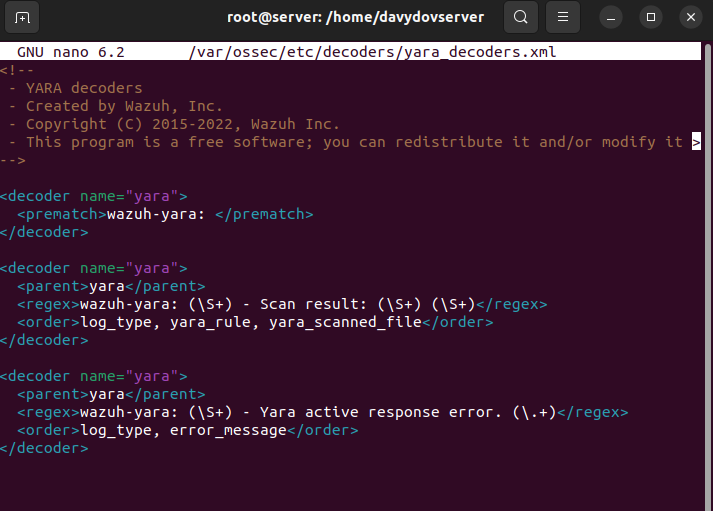 root@server: /home/davydovserver
GNU nano 6.2 /var/ossec/etc/decoders/yara_decoders.xml
<!--
- YARA decoders
- Created by Wazuh, Inc.
- Copyright (C) 2015-2022, Wazuh Inc.
- This program is a free software; you can redistribute it and/or modify it >
-->
<decoder name="yara">
<prematch>wazuh-yara: </prematch>
</decoder>
<decoder name="yara">
<parent>yara</parent>
<regex>wazuh-yara: (\S+) - Scan result: (\S+) (\S+)</regex>
<order>log_type, yara_rule, yara_scanned_file</order>
</decoder>
<decoder name="yara">
<parent>yara</parent>
<regex>wazuh-yara: (\S+) - Yara active response error. (\.+)</regex>
<order>log_type, error_message</order>
</decoder>